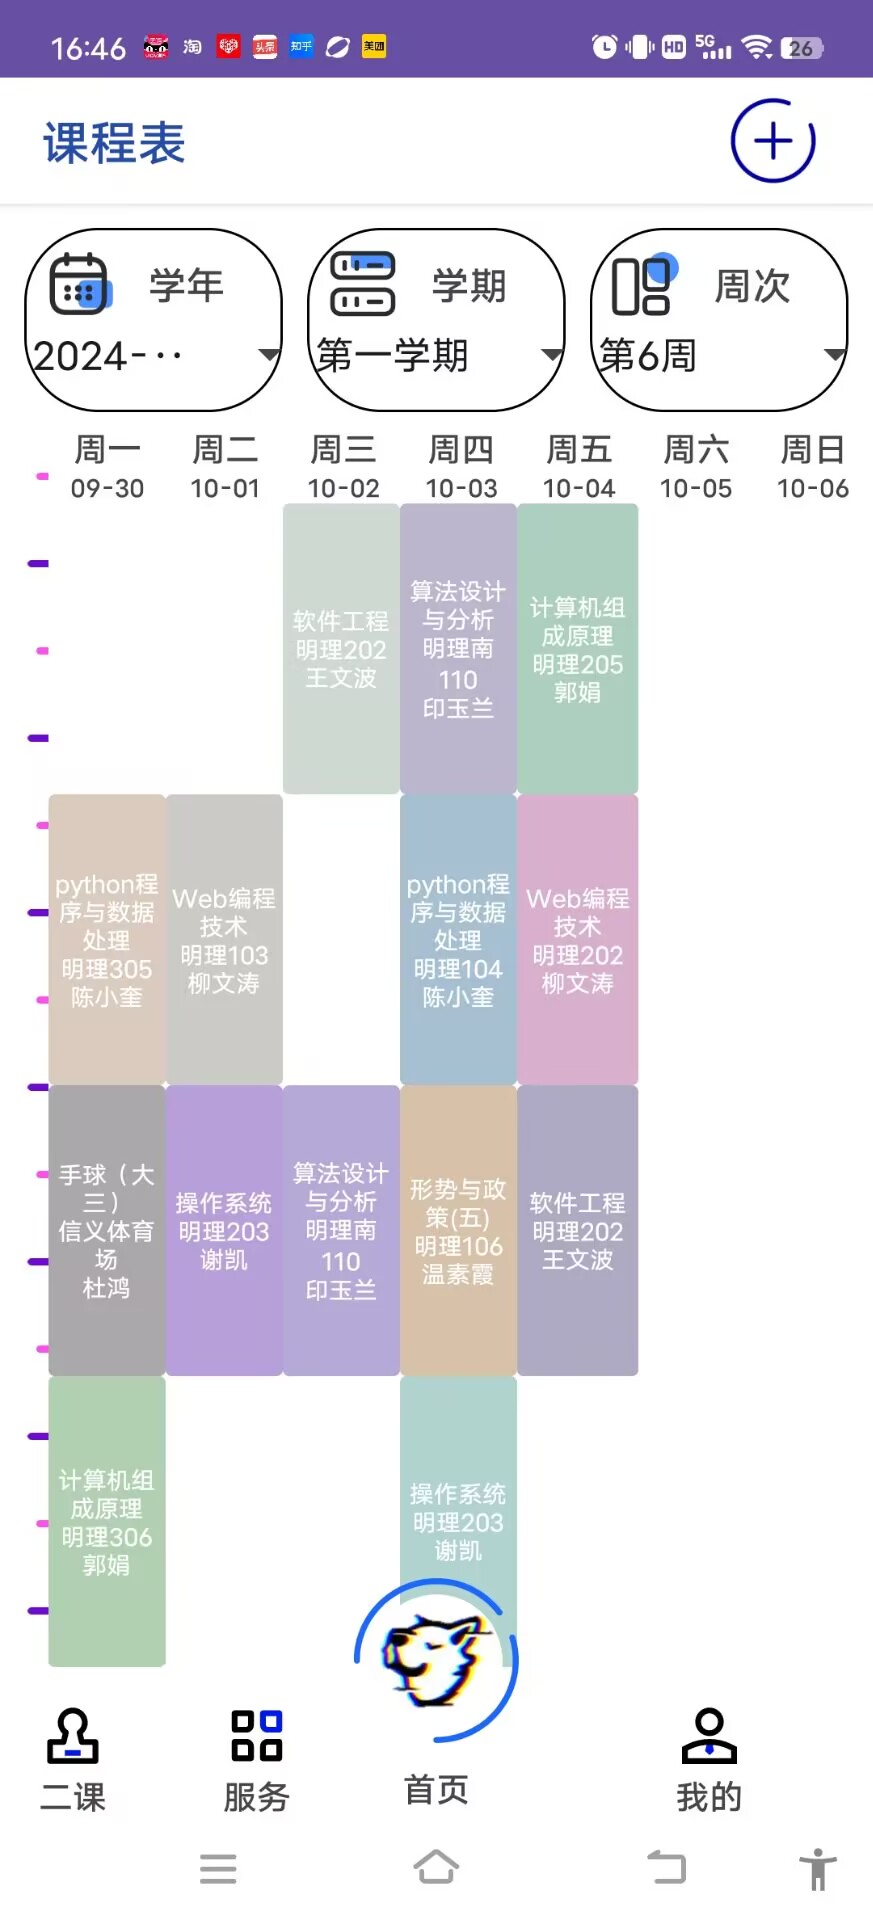 16:46
淘
头条
知乎
美团
HD
5G
26
课程表
学年
2024-··
学期
第一学期
周次
第6周
周一
周二
周三
周四
周五
周六
周日
09-30
10-01
10-02
10-03
10-04
10-05
10-06
软件工程
明理202
王文波
算法设计
与分析
明理南
110
印玉兰
计算机组
成原理
明理205
郭娟
python程
序与数据
处理
明理305
陈小奎
Web编程
技术
明理103
柳文涛
python程
序与数据
处理
明理104
陈小奎
Web编程
技术
明理202
柳文涛
手球（大
三）
信义体育
场
杜鸿
操作系统
明理203
谢凯
算法设计
与分析
明理南
110
印玉兰
形势与政
策(五)
明理106
温素霞
软件工程
明理202
王文波
计算机组
成原理
明理306
郭娟
操作系统
明理203
谢凯
二课
服务
首页
我的